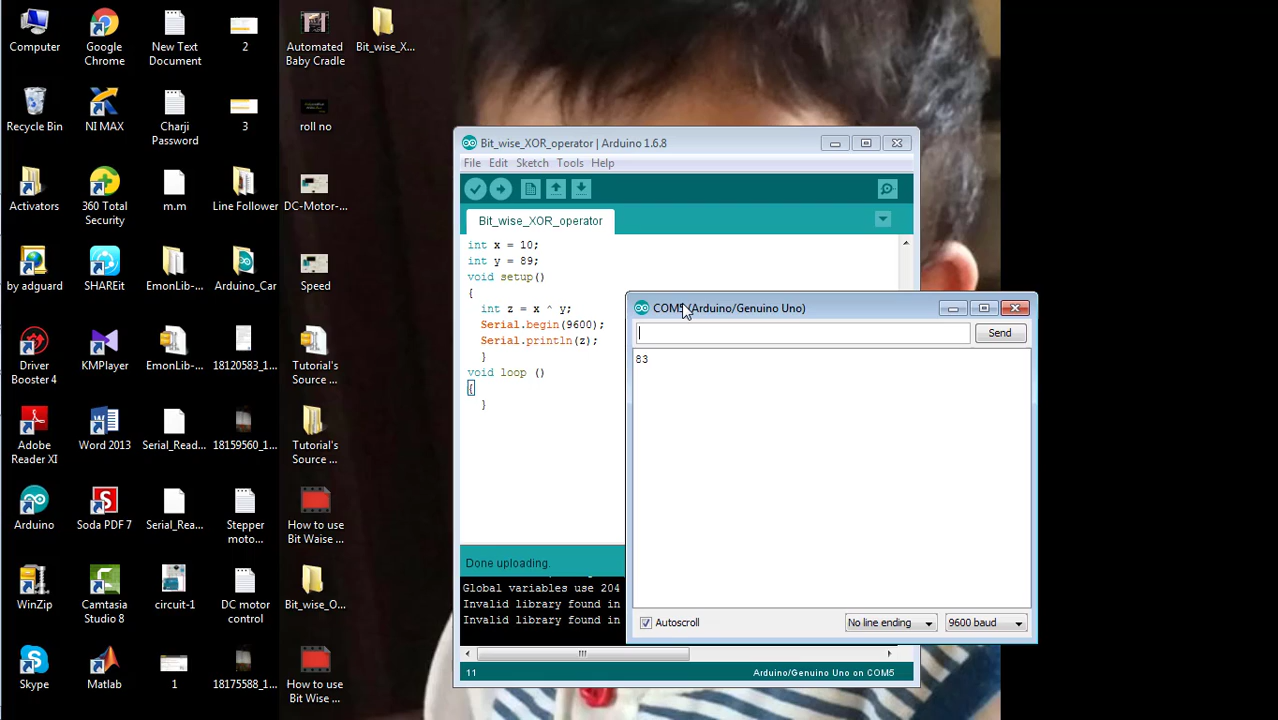 Computer
Google
Chrome
New Text
Document
2
Automated
Baby Cradle
Bit_wise_X...
Recycle Bin
NI MAX
Charji
Password
3
roll no
Activators
360 Total
Security
m.m
Line Follower
DC-Motor-...
by adguard
SHAREit
EmonLib-...
Arduino_Car
Speed
Driver
Booster 4
KMPlayer
EmonLib-...
18120583_1...
Tutorial's
Source ...
Adobe
Reader XI
Word 2013
Serial_Read...
18159560_1...
Tutorial's
Source ...
Arduino
Soda PDF 7
Serial_Rea...
Stepper
moto...
How to use
Bit Waise ...
WinZip
Camtasia
Studio 8
circuit-1
DC motor
control
Bit_wise_O...
Skype
Matlab
1
18175588_1...
How to use
Bit Wise ...
Bit_wise_XOR_operator | Arduino 1.6.8
File Edit Sketch Tools Help
Bit_wise_XOR_operator
int x = 10;
int y = 89;
void setup()
{
int z = x ^ y;
Serial.begin(9600);
Serial.println(z);
}
void loop ()
{
}
Done uploading.
Global variables use 204
Invalid library found in
Invalid library found in
11
Arduino/Genuino Uno on COM5
COM5 (Arduino/Genuino Uno)
Send
83
Autoscroll
No line ending
9600 baud